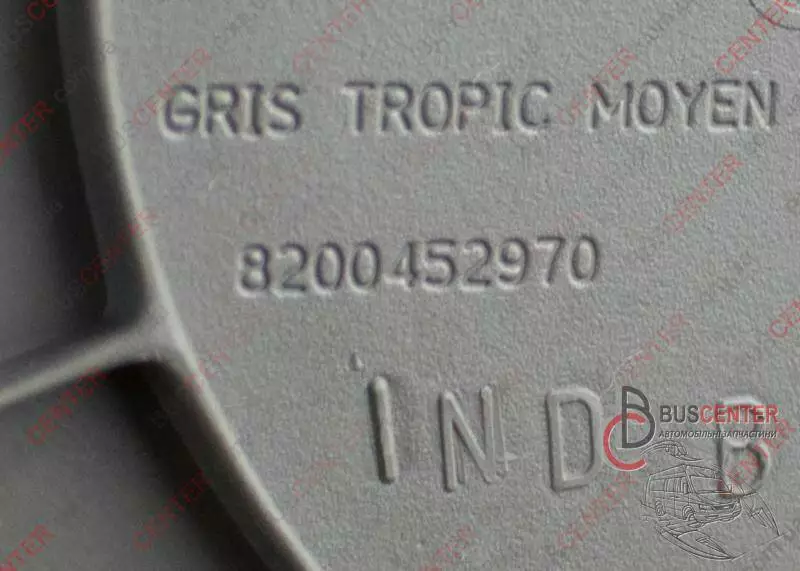 GRIS TROPIC MOYEN
8200452970
IND B
BUSCENTER
АВТОМОБІЛЬНІ ЗАПЧАСТИНИ